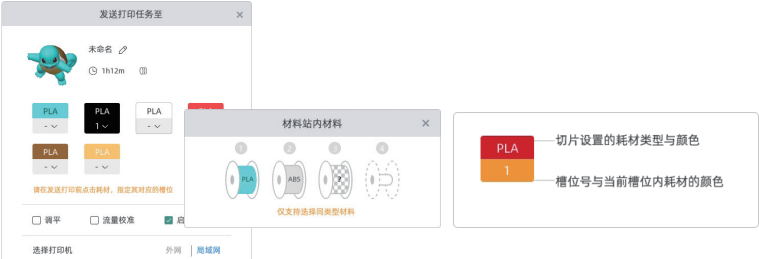 发送打印任务至
未命名
1h12m
PLA
PLA
PLA
-
1
-
PLA
PLA
-
-
请在发送打印前点击耗材，指定其对应的槽位
调平
流量校准
启
选择打印机
外网
局域网
材料站内材料
1
2
3
4
PLA
ABS
?
仅支持选择同类型材料
PLA
1
切片设置的耗材类型与颜色
槽位号与当前槽位内耗材的颜色